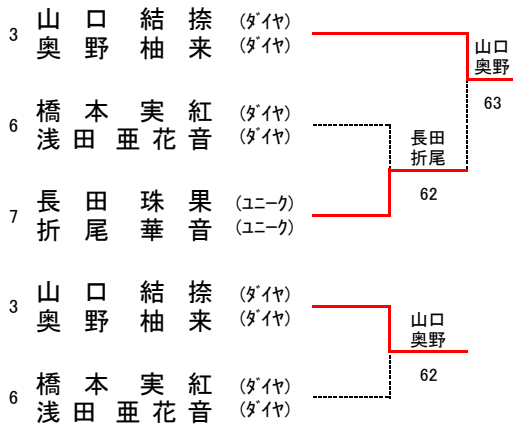 3 山口 結捺 (ダイヤ)
奥野 柚来 (ダイヤ)
山口
奥野
63
6 橋本 実紅 (ダイヤ)
浅田 亜花音 (ダイヤ)
長田
折尾
62
7 長田 珠果 (ユニーク)
折尾 華音 (ユニーク)
3 山口 結捺 (ダイヤ)
奥野 柚来 (ダイヤ)
山口
奥野
62
6 橋本 実紅 (ダイヤ)
浅田 亜花音 (ダイヤ)